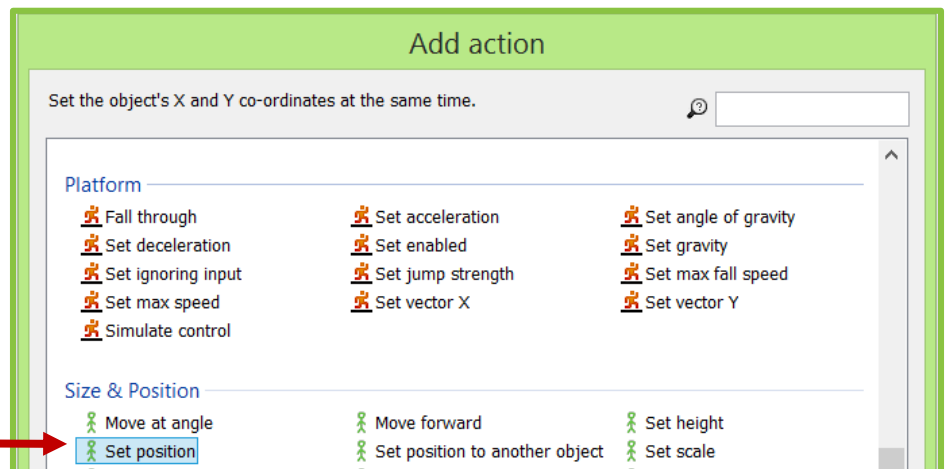 Add action
Set the object's X and Y co-ordinates at the same time.
Platform
Fall through Set acceleration Set angle of gravity
Set deceleration Set enabled Set gravity
Set ignoring input Set jump strength Set max fall speed
Set max speed Set vector X Set vector Y
Simulate control
Size & Position
Move at angle Move forward Set height
Set position Set position to another object Set scale